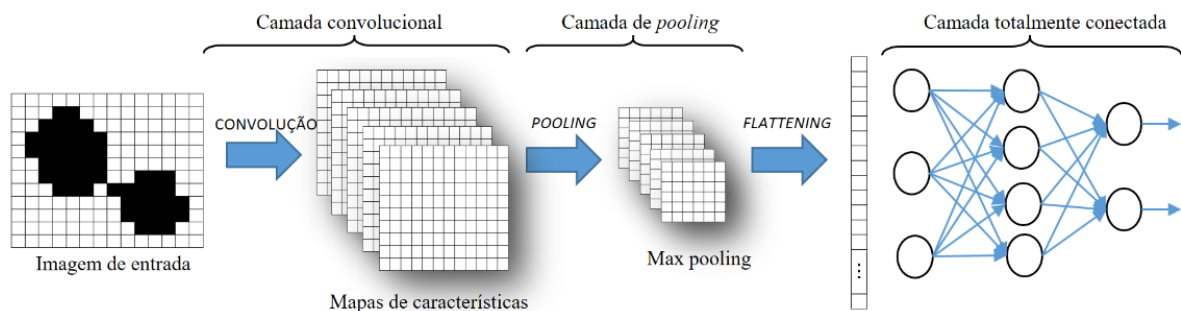 Camada convolucional
Camada de pooling
Camada totalmente conectada
CONVOLUÇÃO
POOLING
FLATTENING
...
Imagem de entrada
Max pooling
Mapas de características